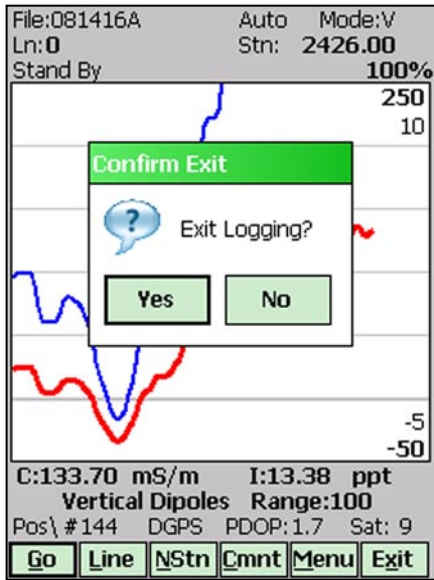 File:081416A Auto Mode:V
Ln:0 Stn: 2426.00
Stand By 100%
250
10
Confirm Exit
? Exit Logging?
Yes No
-5
-50
C:133.70 mS/m I:13.38 ppt
Vertical Dipoles Range:100
Pos\ #144 DGPS PDOP:1.7 Sat: 9
Go Line NStn Cmnt Menu Exit